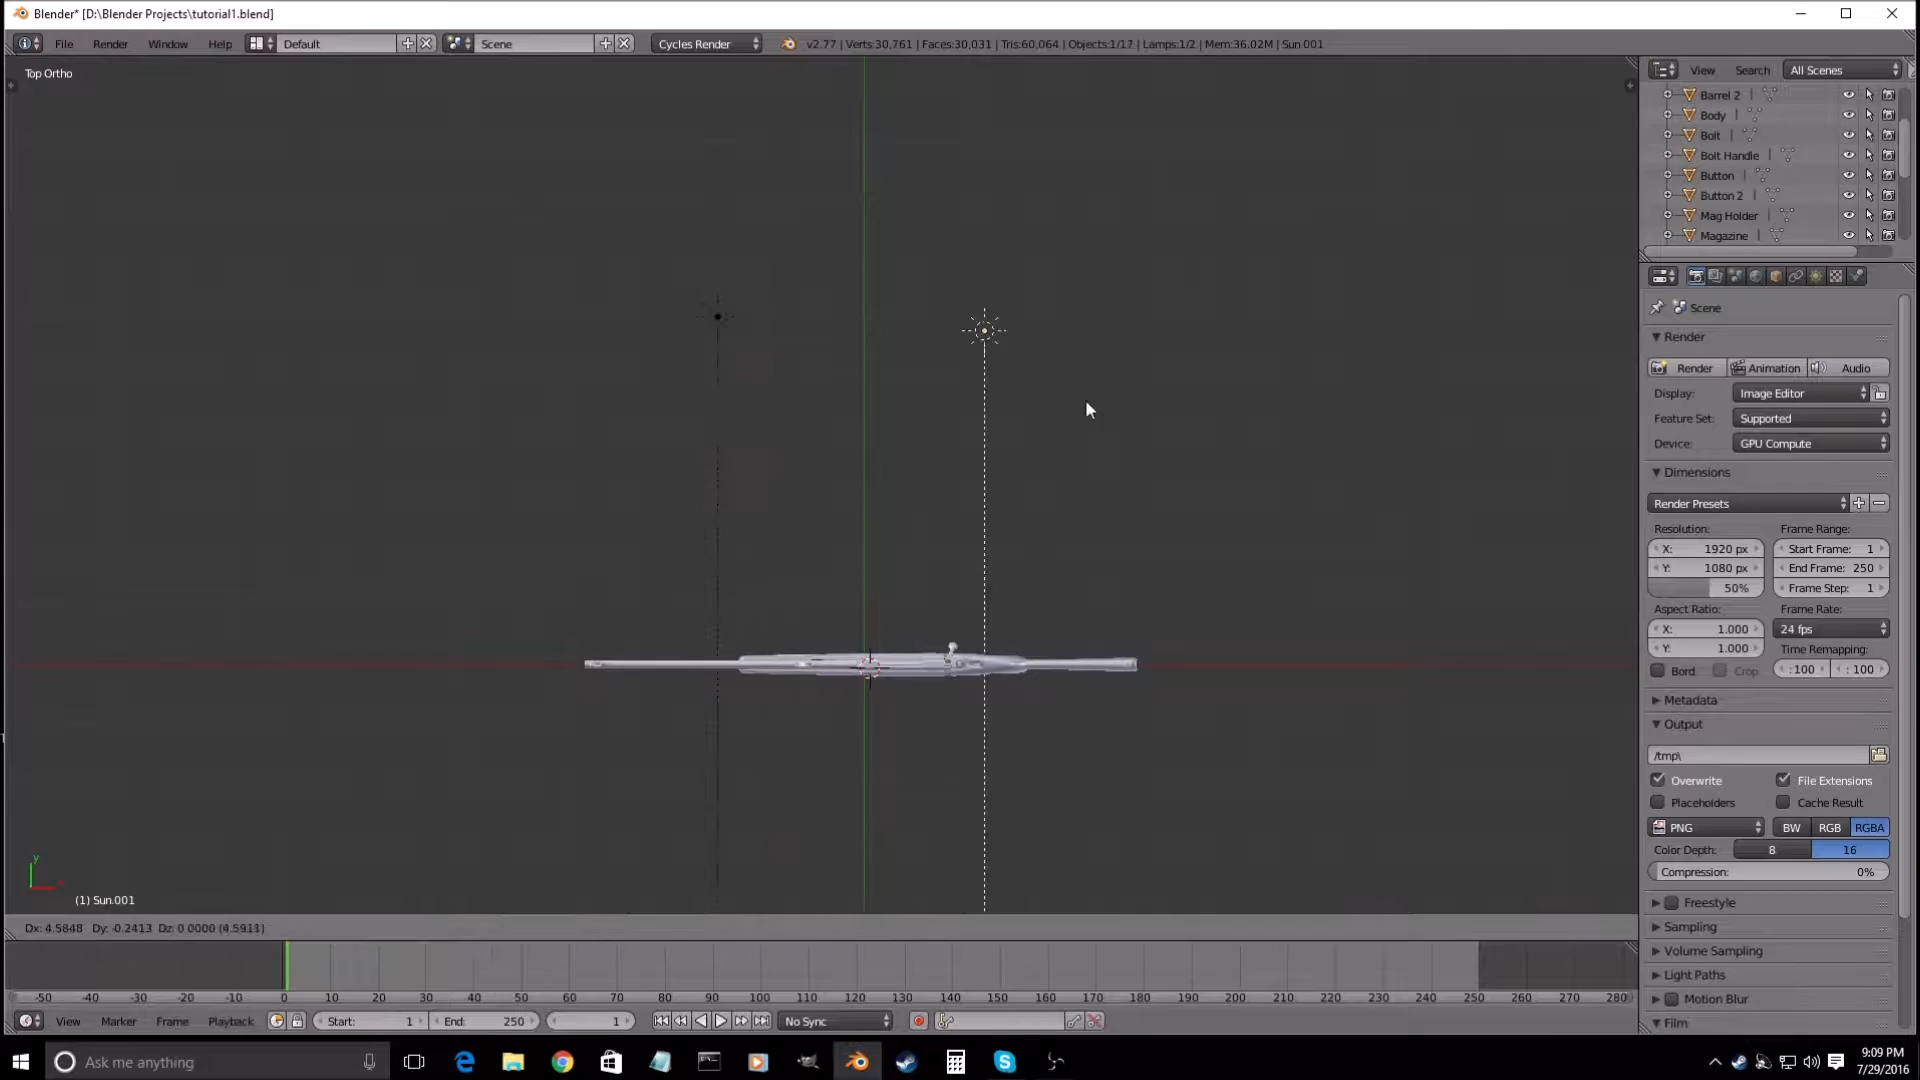 Blender* [D:\Blender Projects\tutorial1.blend]
File Render Window Help Default Scene Cycles Render v2.77 | Verts:30,761 | Faces:30,031 | Tris:60,064 | Objects:1/17 | Lamps:1/2 | Mem:36.02M | Sun.001
Top Ortho
View Search All Scenes
Barrel 2
Body
Bolt
Bolt Handle
Button
Button 2
Mag Holder
Magazine
Scene
Render
Render Animation Audio
Display: Image Editor
Feature Set: Supported
Device: GPU Compute
Dimensions
Render Presets
Resolution: Frame Range:
X: 1920 px Start Frame: 1
Y: 1080 px End Frame: 250
50% Frame Step: 1
Aspect Ratio: Frame Rate:
X: 1.000 24 fps
Y: 1.000 Time Remapping:
Bord Crop :100 :100
Metadata
Output
/tmp\
Overwrite File Extensions
Placeholders Cache Result
PNG BW RGB RGBA
Color Depth: 8 16
Compression: 0%
Freestyle
Sampling
Volume Sampling
Light Paths
Motion Blur
Film
y
(1) Sun.001
Dx: 4.5848 Dy: -0.2413 Dz: 0.0000 (4.5911)
-50 -40 -30 -20 -10 0 10 20 30 40 50 60 70 80 90 100 110 120 130 140 150 160 170 180 190 200 210 220 230 240 250 260 270 280
View Marker Frame Playback Start: 1 End: 250 1 No Sync
Ask me anything
9:09 PM
7/29/2016